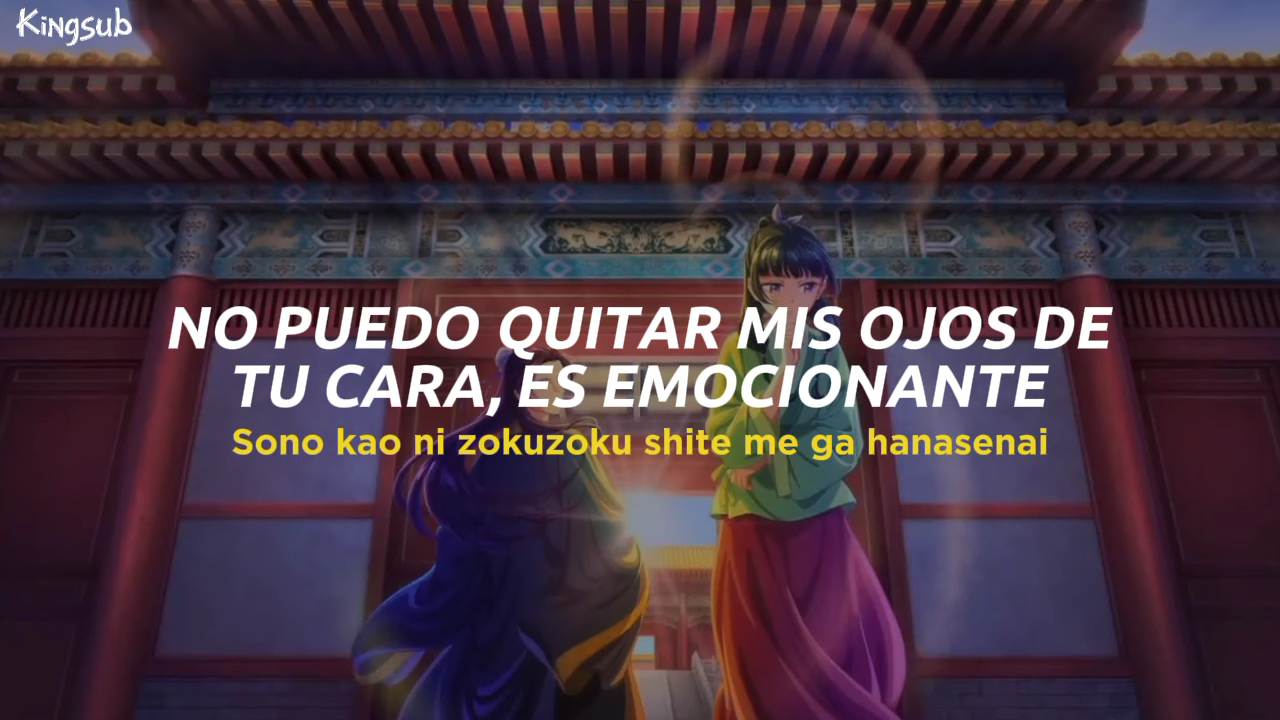 Kingsub
NO PUEDO QUITAR MIS OJOS DE
TU CARA, ES EMOCIONANTE
Sono kao ni zokuzoku shite me ga hanasenai